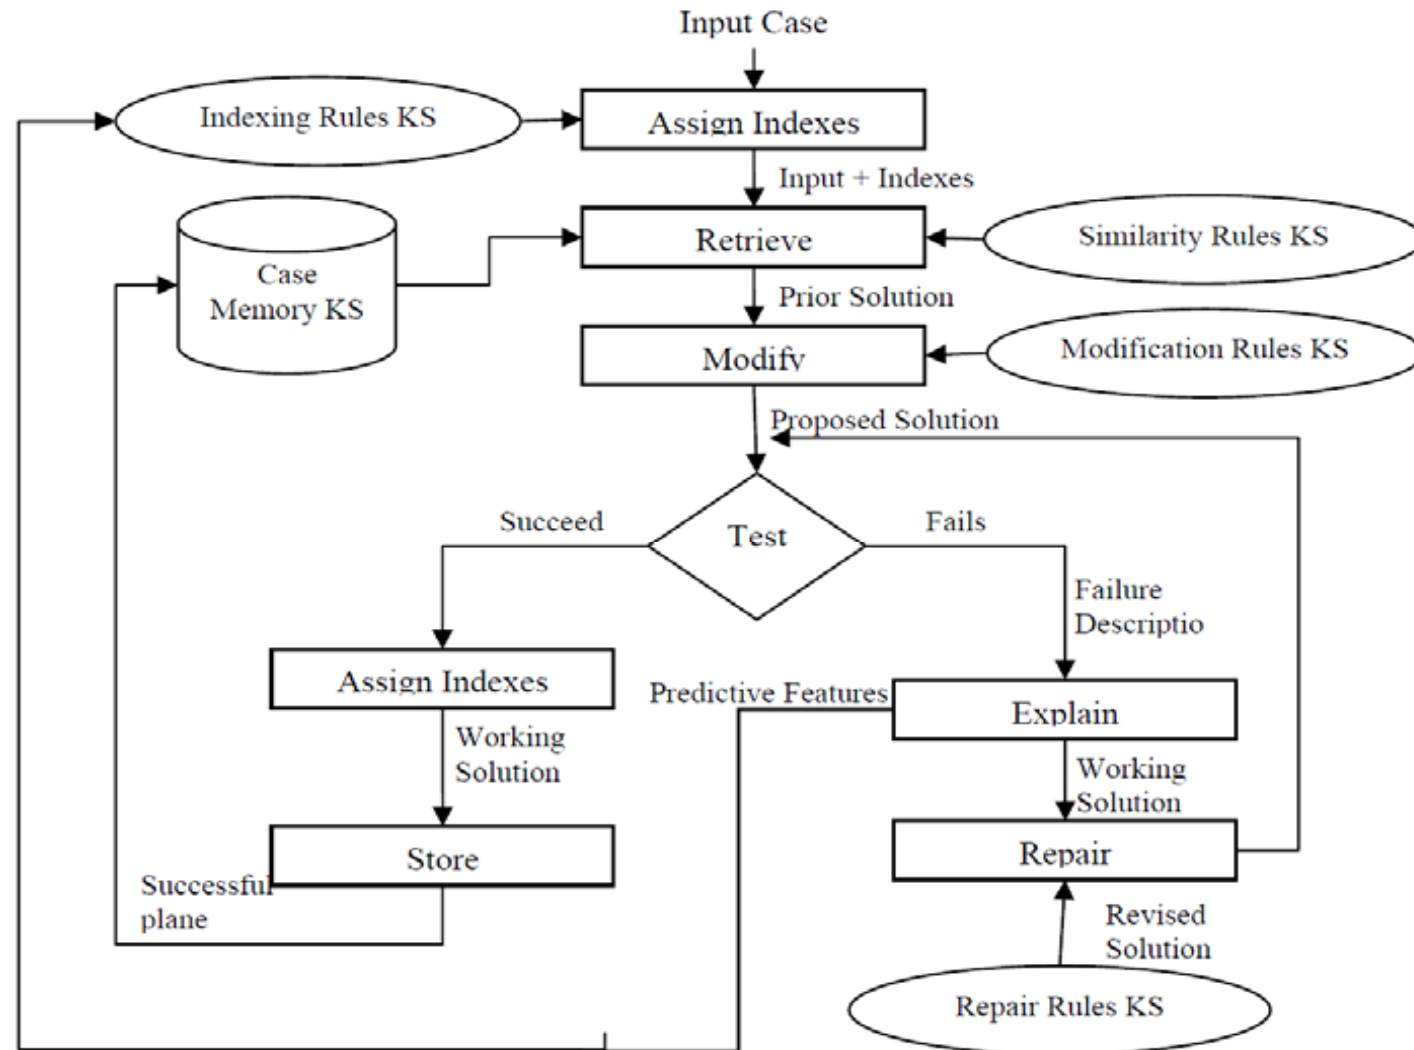 Input Case
Indexing Rules KS
Assign Indexes
Input + Indexes
Case
Memory KS
Retrieve
Similarity Rules KS
Prior Solution
Modify
Modification Rules KS
Proposed Solution
Succeed
Test
Fails
Failure
Descriptio
Assign Indexes
Predictive Features
Explain
Working
Solution
Working
Solution
Store
Repair
Successful
plane
Revised
Solution
Repair Rules KS